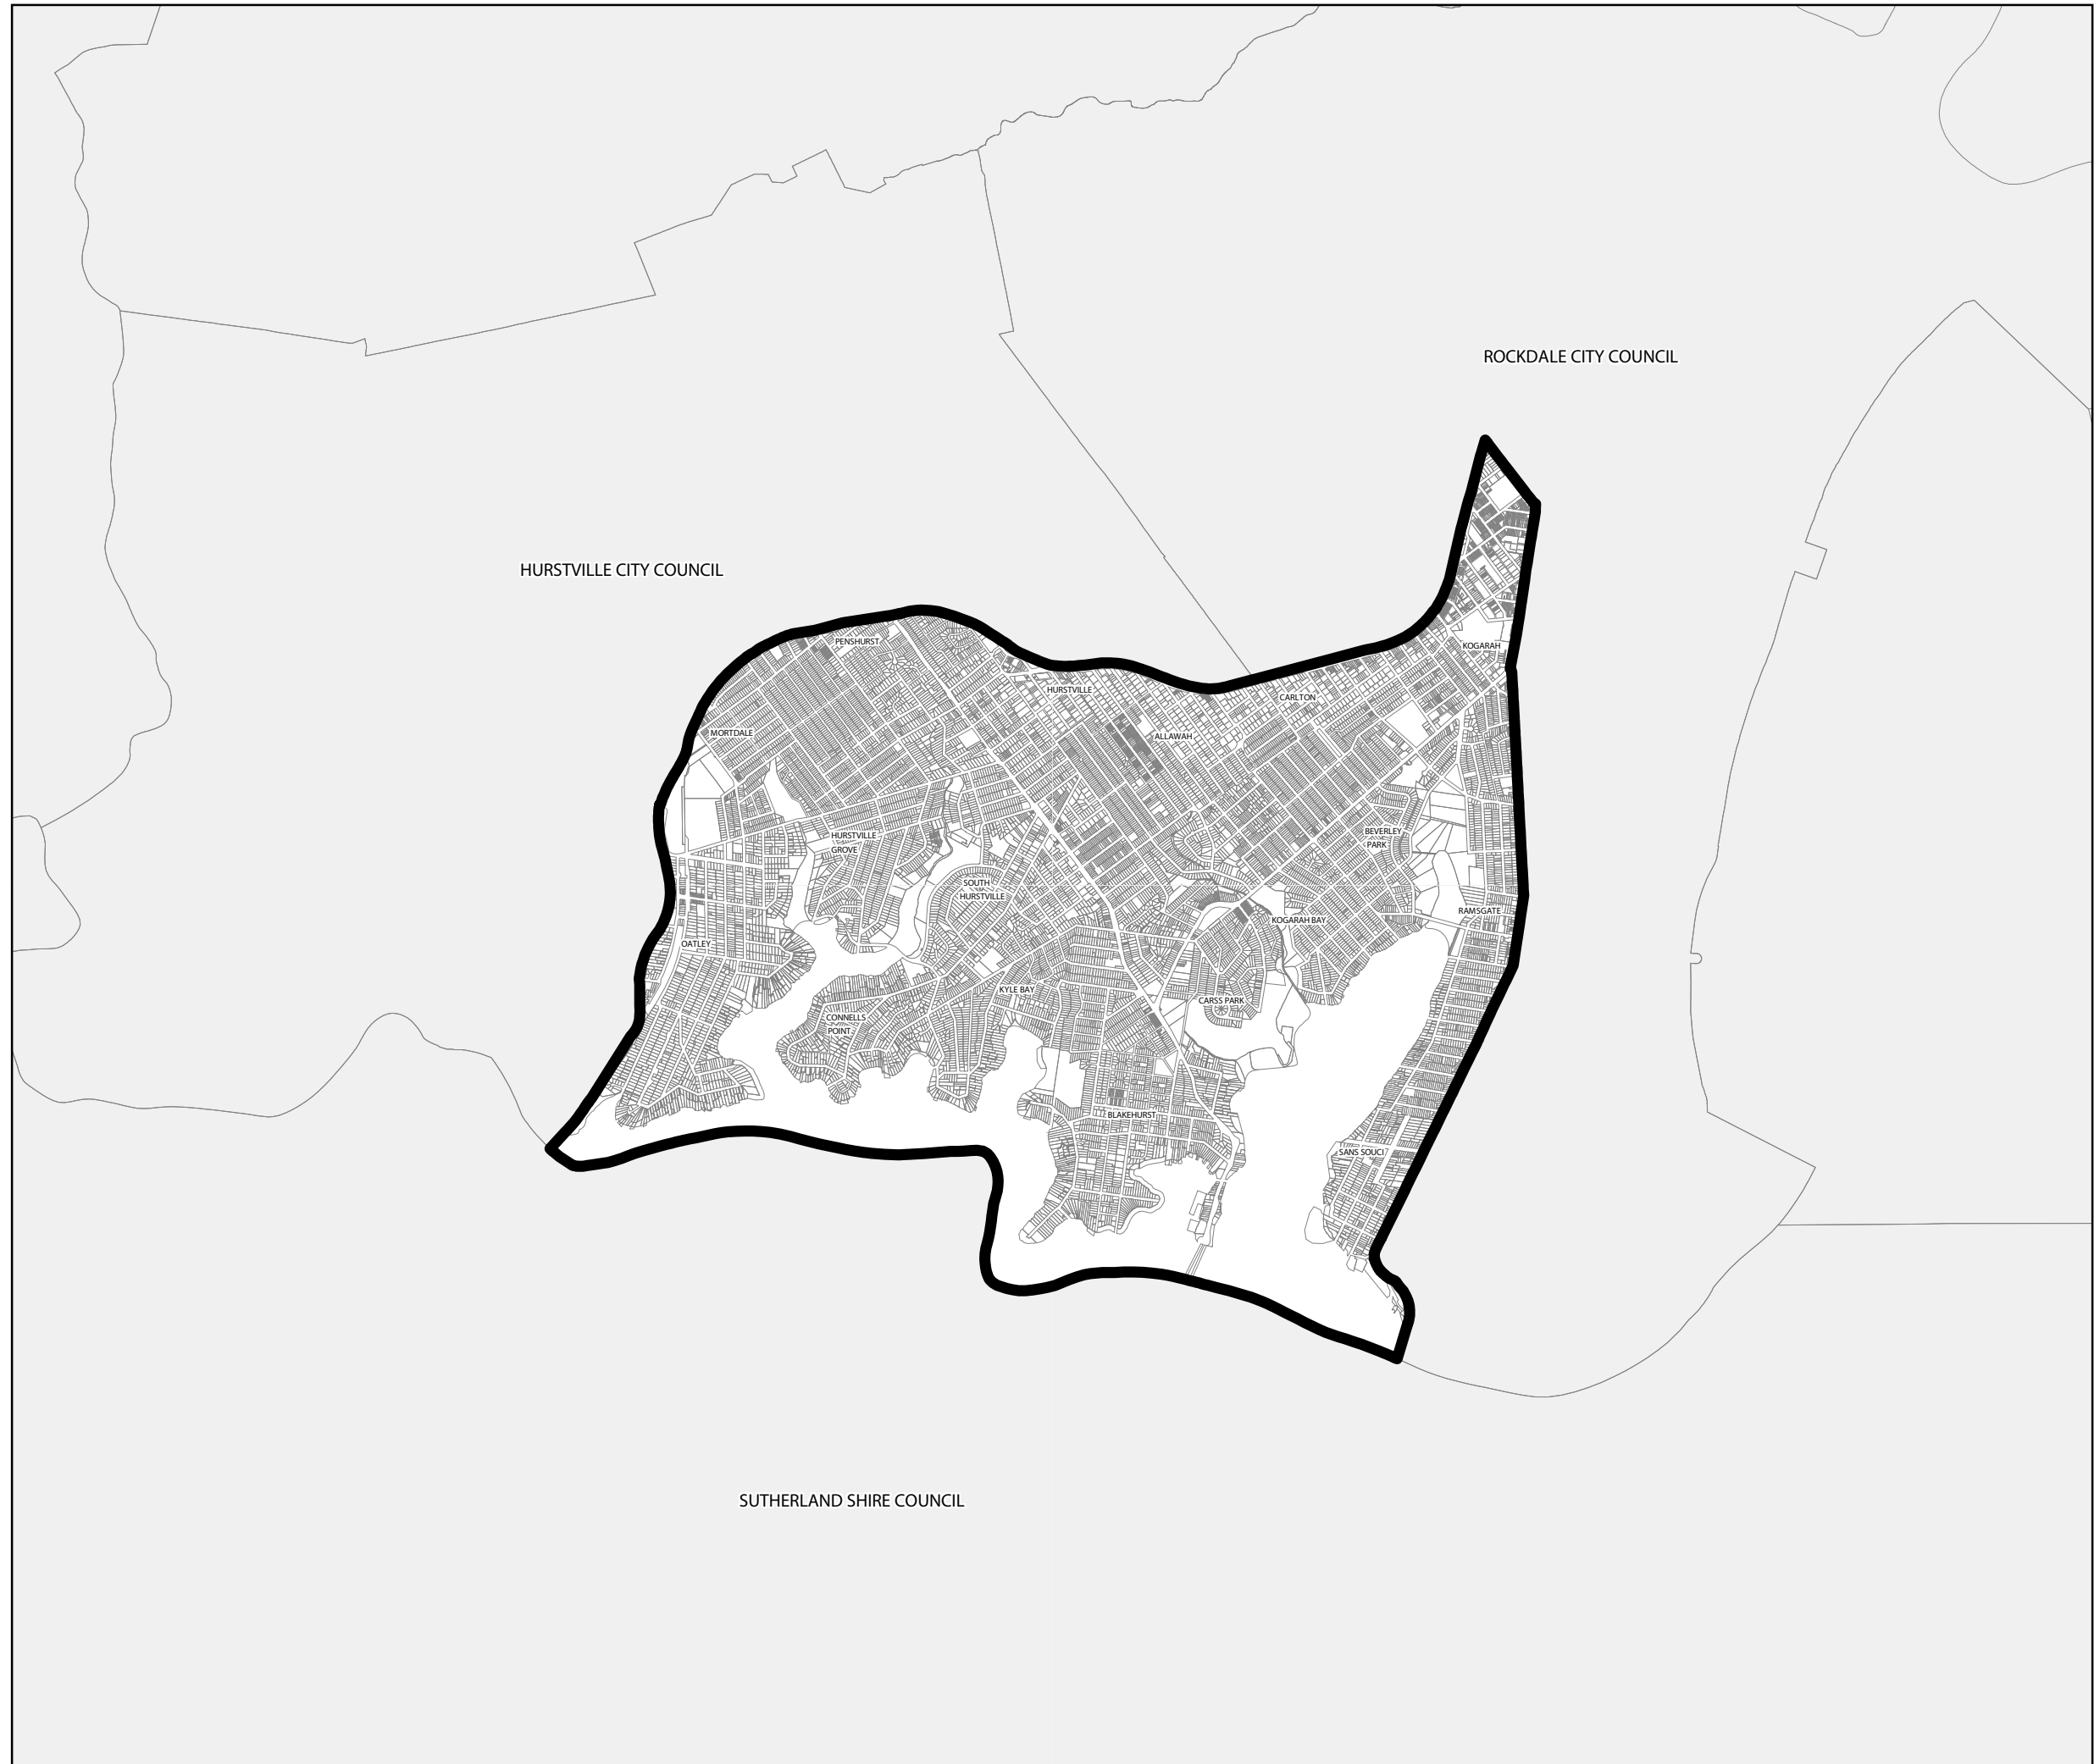 ROCKDALE CITY COUNCIL
HURSTVILLE CITY COUNCIL
PENSHURST
KOGARAH
HURSTVILLE
CARLTON
MORTDALE
ALLAWAH
HURSTVILLE
GROVE
BEVERLEY
PARK
SOUTH
HURSTVILLE
RAMSGATE
KOGARAH BAY
OATLEY
KYLE BAY
CARSS PARK
CONNELLS
POINT
BLAKEHURST
SANS SOUCI
SUTHERLAND SHIRE COUNCIL